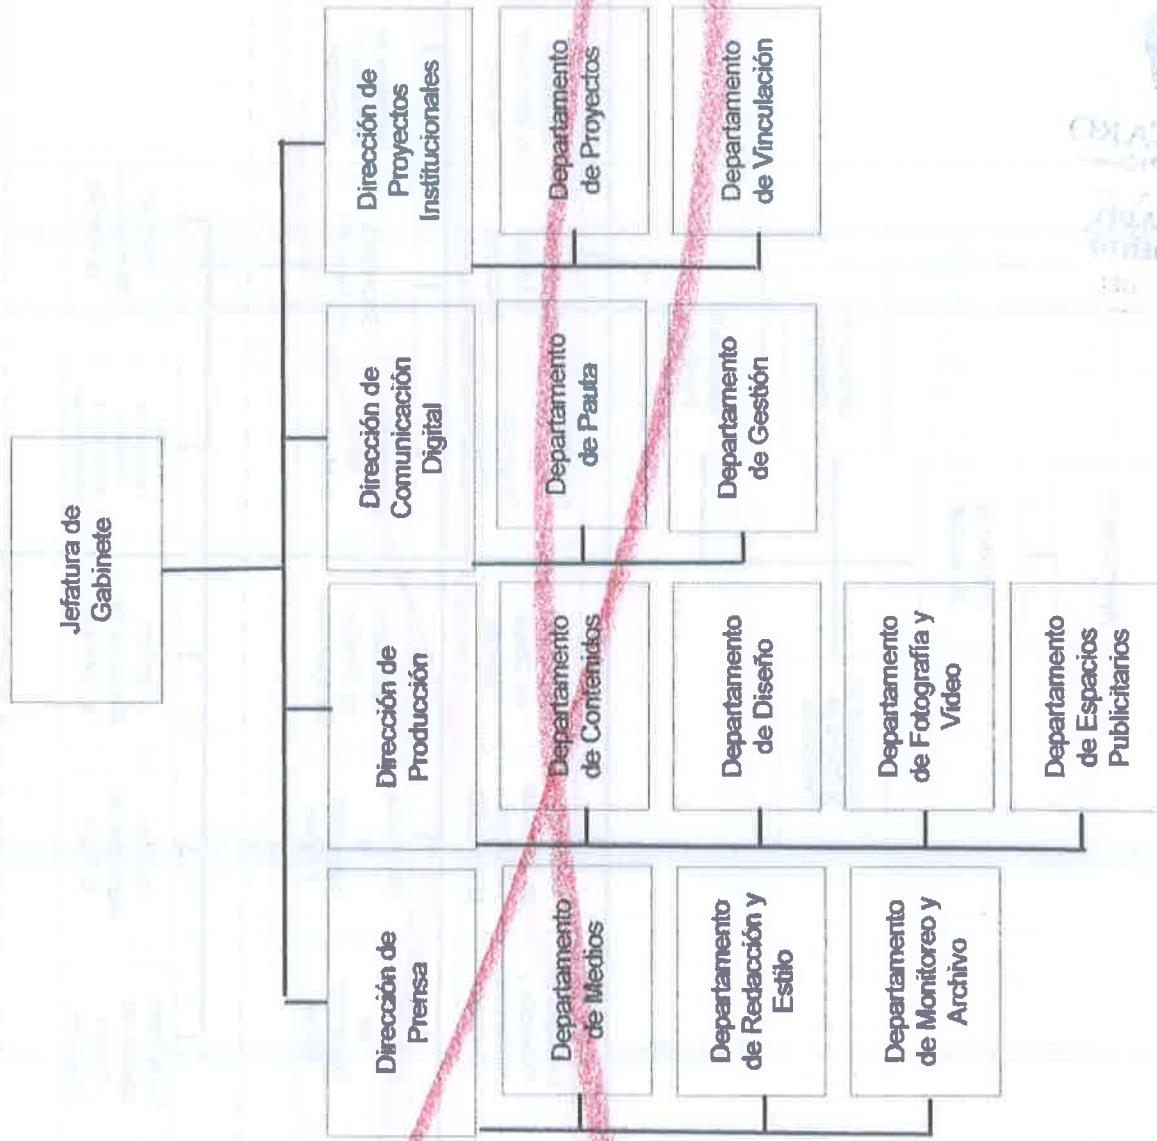 Jefatura de
Gabinete
Dirección de
Prensa
Departamento
de Medios
Departamento
de Redacción y
Estilo
Departamento
de Monitoreo y
Archivo
Dirección de
Producción
Departamento
de Contenidos
Departamento
de Diseño
Departamento
de Fotografía y
Video
Departamento
de Espacios
Publicitarios
Dirección de
Comunicación
Digital
Departamento
de Pauta
Departamento
de Gestión
Dirección de
Proyectos
Institucionales
Departamento
de Proyectos
Departamento
de Vinculación